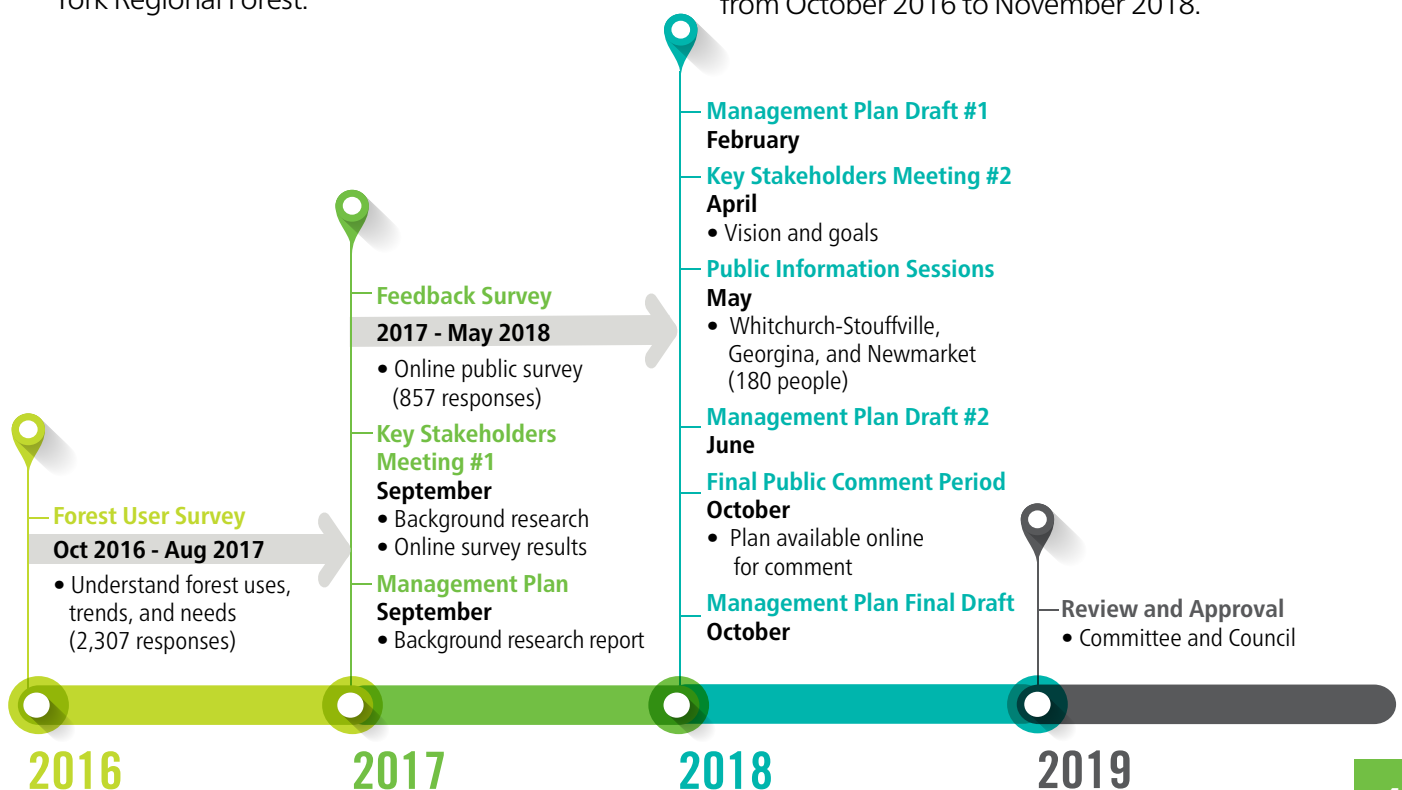 York Regional Forest.
from October 2016 to November 2018.
Forest User Survey
Oct 2016 - Aug 2017
• Understand forest uses,
trends, and needs
(2,307 responses)
Feedback Survey
2017 - May 2018
• Online public survey
(857 responses)
Key Stakeholders
Meeting #1
September
• Background research
• Online survey results
Management Plan
September
• Background research report
Management Plan Draft #1
February
Key Stakeholders Meeting #2
April
• Vision and goals
Public Information Sessions
May
• Whitchurch-Stouffville,
Georgina, and Newmarket
(180 people)
Management Plan Draft #2
June
Final Public Comment Period
October
• Plan available online
for comment
Management Plan Final Draft
October
Review and Approval
• Committee and Council
2016
2017
2018
2019